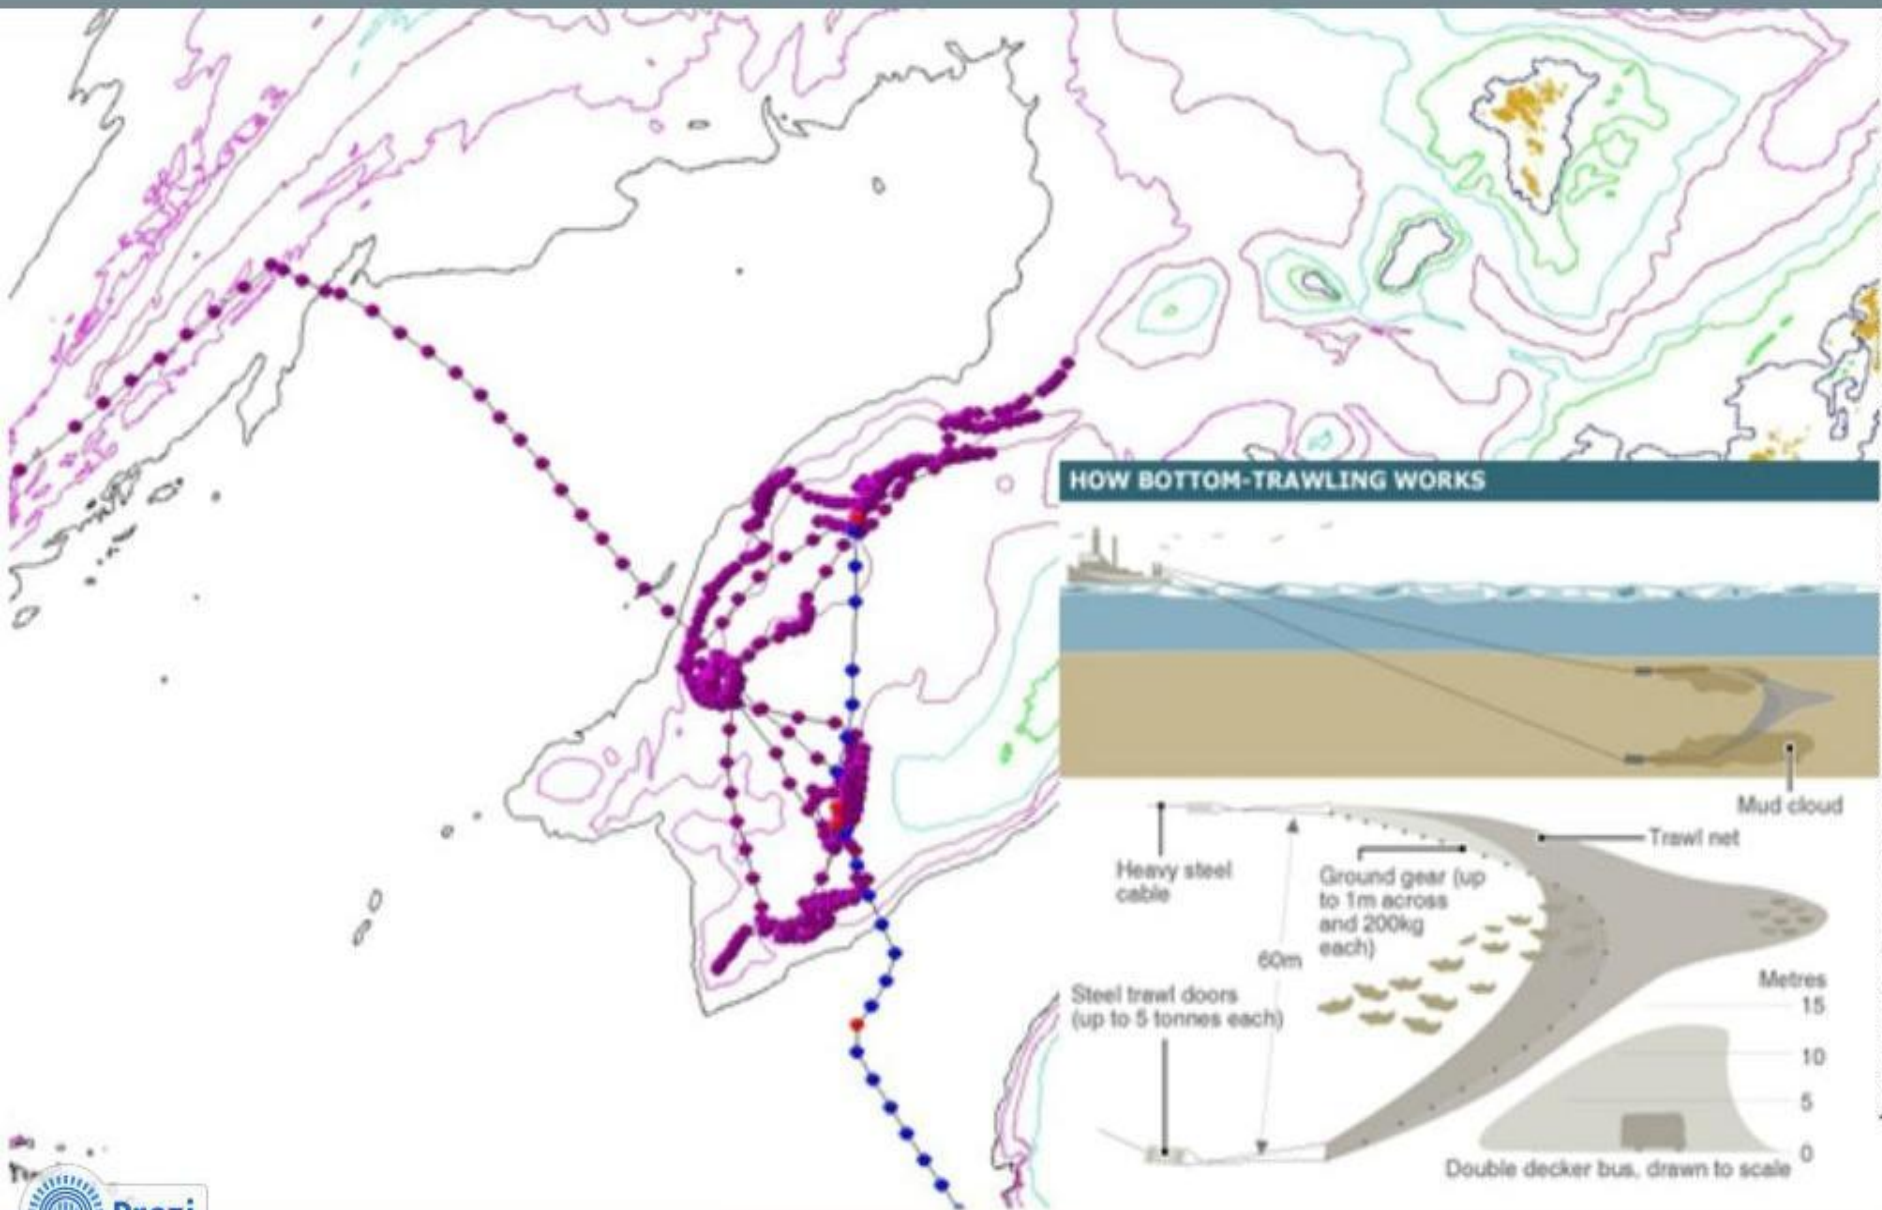 HOW BOTTOM-TRAWLING WORKS
Mud cloud
Trawl net
Heavy steel
cable
Ground gear (up
to 1m across
and 200kg
each)
60m
Steel trawl doors
(up to 5 tonnes each)
Metres
15
10
5
0
Double decker bus, drawn to scale
Prezi